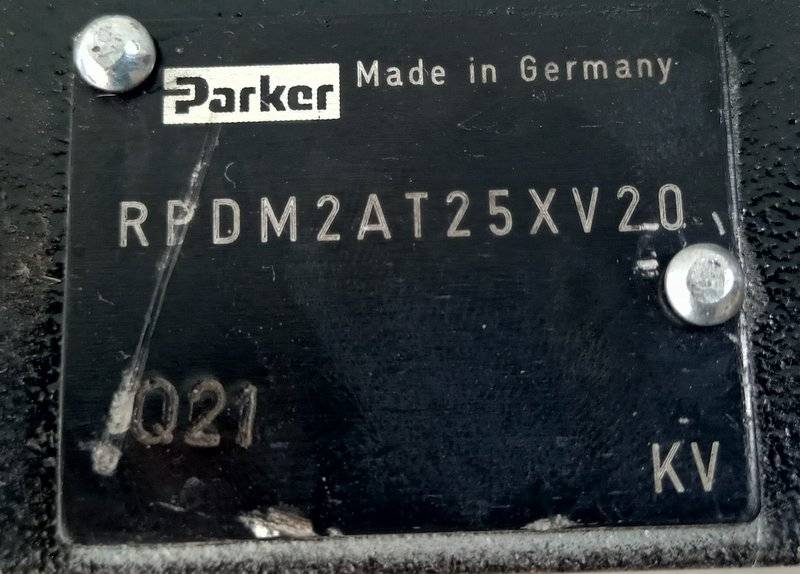 Parker Made in Germany
RPDM2AT25XV20
Q21
KV